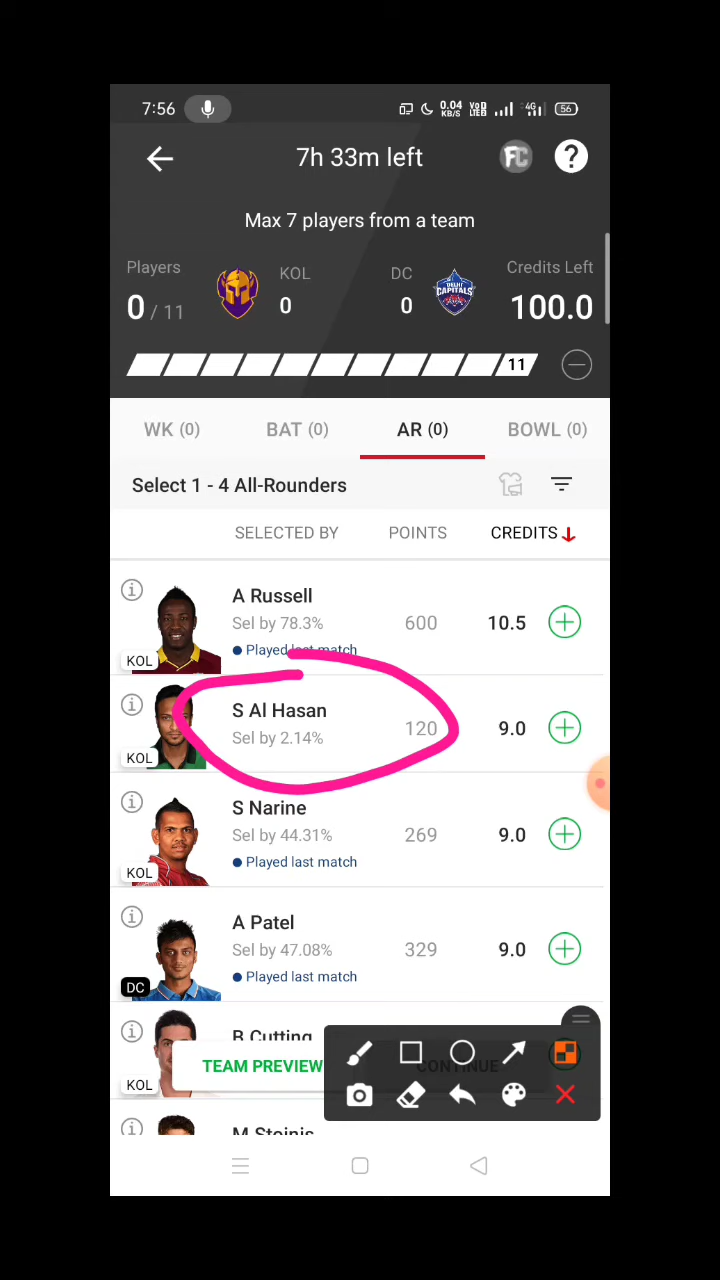 7:56
0.04 KB/S
4G
56
7h 33m left
FC
?
Max 7 players from a team
Players
KOL
DC
Credits Left
0 / 11
0
0
100.0
DELHI CAPITALS
11
WK (0)
BAT (0)
AR (0)
BOWL (0)
Select 1 - 4 All-Rounders
SELECTED BY
POINTS
CREDITS
A Russell
Sel by 78.3%
600
10.5
Played last match
KOL
S Al Hasan
Sel by 2.14%
120
9.0
KOL
S Narine
Sel by 44.31%
269
9.0
Played last match
KOL
A Patel
Sel by 47.08%
329
9.0
Played last match
DC
B Cutting
TEAM PREVIEW
CONTINUE
KOL
M Stoinis